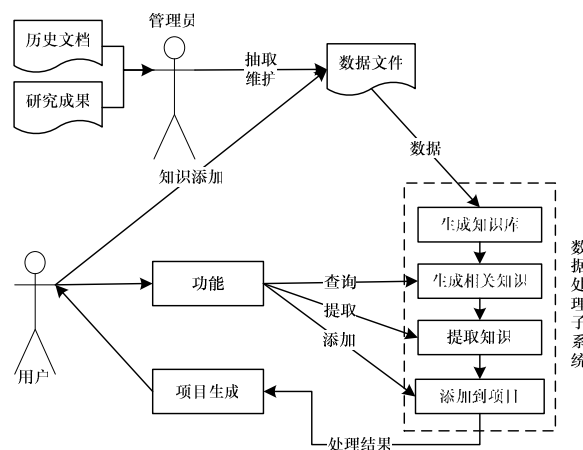 管理员
历史文档
研究成果
抽取
维护
数据文件
数据
知识添加
生成知识库
生成相关知识
提取知识
添加到项目
数据处理子系统
功能
查询
提取
添加
用户
项目生成
处理结果